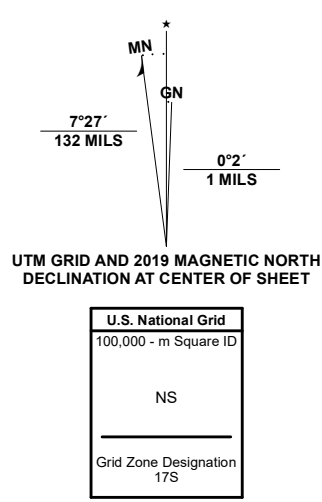 ★
MN
GN
7°27´
132 MILS
0°2´
1 MILS
UTM GRID AND 2019 MAGNETIC NORTH
DECLINATION AT CENTER OF SHEET
U.S. National Grid
100,000 - m Square ID
NS
Grid Zone Designation
17S